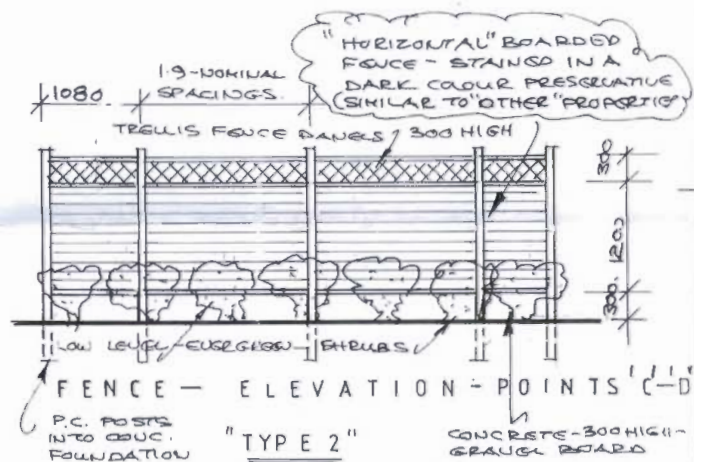 "HORIZONTAL" BOARDED
FENCE - STAINED IN A
DARK COLOUR PRESERVATIVE
(SIMILAR TO "OTHER" PROPERTIES)
1·9-NOMINAL
SPACINGS.
1080
TRELLIS FENCE PANELS 300 HIGH
300
1200
300
LOW LEVEL-EVERGREEN-SHRUBS
FENCE - ELEVATION - POINTS 'C'-'D
P.C. POSTS
INTO CONC.
FOUNDATION
"TYPE 2"
CONCRETE-300HIGH-
GRAVEL BOARD